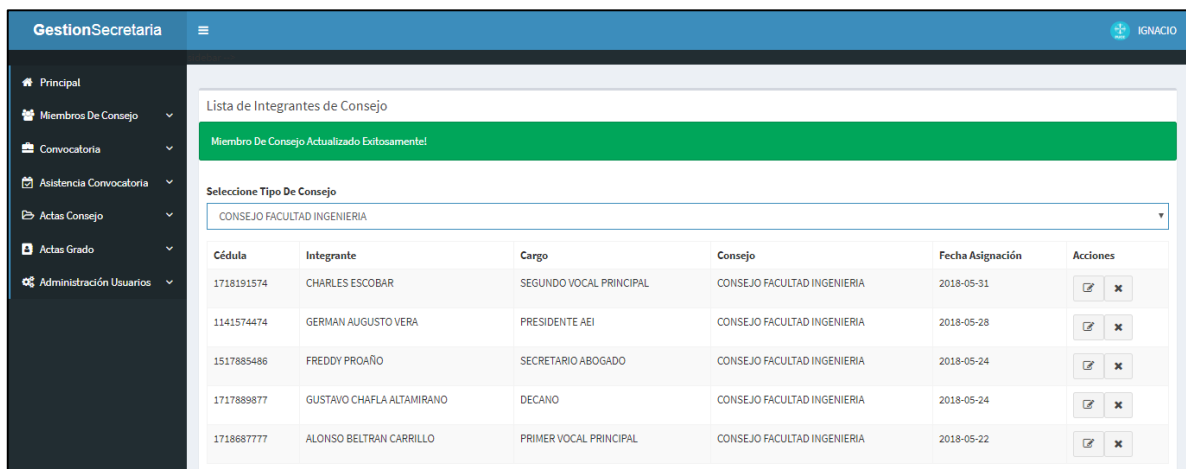 GestionSecretaria
IGNACIO
Principal
Miembros De Consejo
Convocatoria
Asistencia Convocatoria
Actas Consejo
Actas Grado
Administración Usuarios
Lista de Integrantes de Consejo
Miembro De Consejo Actualizado Exitosamente!
Seleccione Tipo De Consejo
CONSEJO FACULTAD INGENIERIA
Cédula Integrante Cargo Consejo Fecha Asignación Acciones
1718191574 CHARLES ESCOBAR SEGUNDO VOCAL PRINCIPAL CONSEJO FACULTAD INGENIERIA 2018-05-31
1141574474 GERMAN AUGUSTO VERA PRESIDENTE AEI CONSEJO FACULTAD INGENIERIA 2018-05-28
1517885486 FREDDY PROAÑO SECRETARIO ABOGADO CONSEJO FACULTAD INGENIERIA 2018-05-24
1717889877 GUSTAVO CHAFLA ALTAMIRANO DECANO CONSEJO FACULTAD INGENIERIA 2018-05-24
1718687777 ALONSO BELTRAN CARRILLO PRIMER VOCAL PRINCIPAL CONSEJO FACULTAD INGENIERIA 2018-05-22